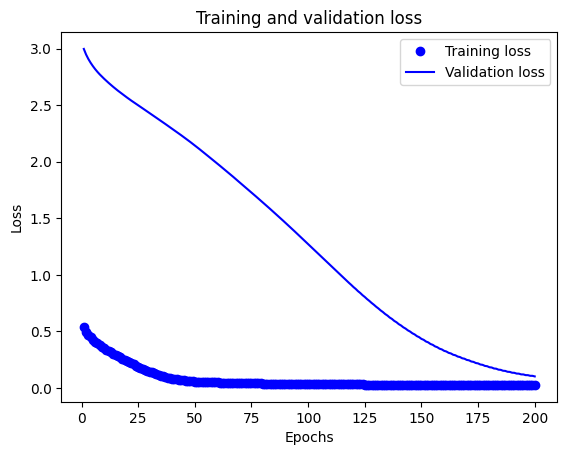 Training and validation loss
Training loss
Validation loss
3.0
2.5
2.0
1.5
1.0
0.5
0.0
Loss
0 25 50 75 100 125 150 175 200
Epochs